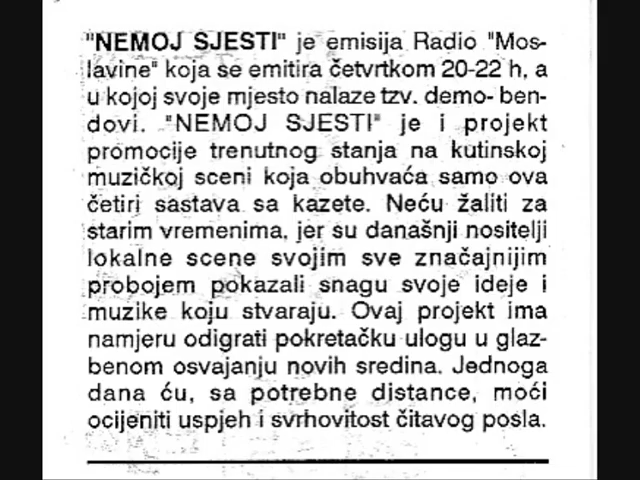 "NEMOJ SJESTI" je emisija Radio "Mos-
lavine" koja se emitira četvrtkom 20-22 h, a
u kojoj svoje mjesto nalaze tzv. demo- ben-
dovi. "NEMOJ SJESTI" je i projekt
promocije trenutnog stanja na kutinskoj
muzičkoj sceni koja obuhvaća samo ova
četiri sastava sa kazete. Neću žaliti za
starim vremenima, jer su današnji nositelji
lokalne scene svojim sve značajnijim
probojem pokazali snagu svoje ideje i
muzike koju stvaraju. Ovaj projekt ima
namjeru odigrati pokretačku ulogu u glaz-
benom osvajanju novih sredina. Jednoga
dana ću, sa potrebne distance, moći
ocijeniti uspjeh i svrhovitost čitavog posla.